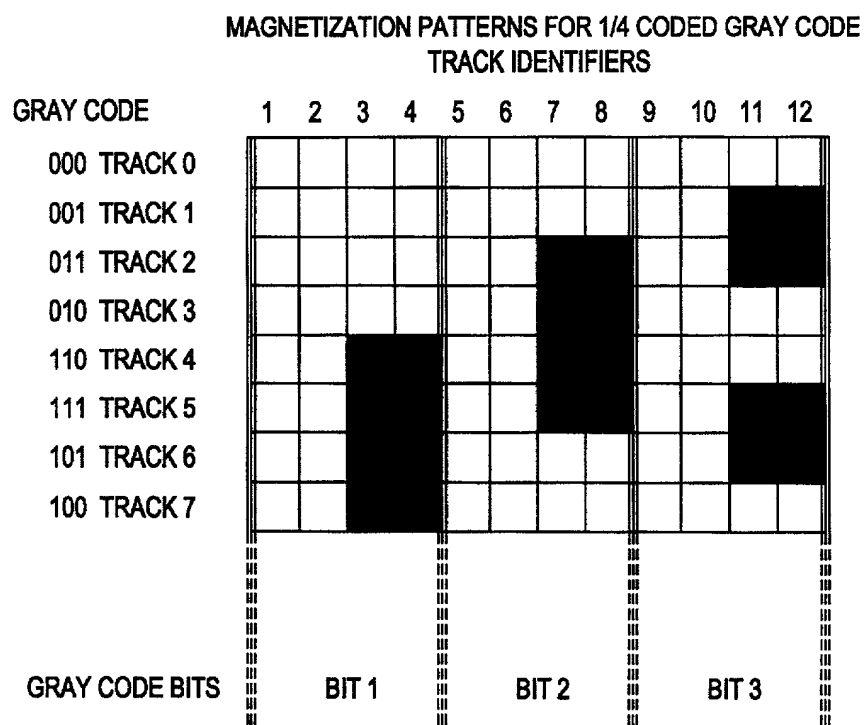 MAGNETIZATION PATTERNS FOR 1/4 CODED GRAY CODE
TRACK IDENTIFIERS
GRAY CODE 1 2 3 4 5 6 7 8 9 10 11 12
000 TRACK 0
001 TRACK 1
011 TRACK 2
010 TRACK 3
110 TRACK 4
111 TRACK 5
101 TRACK 6
100 TRACK 7
GRAY CODE BITS BIT 1 BIT 2 BIT 3